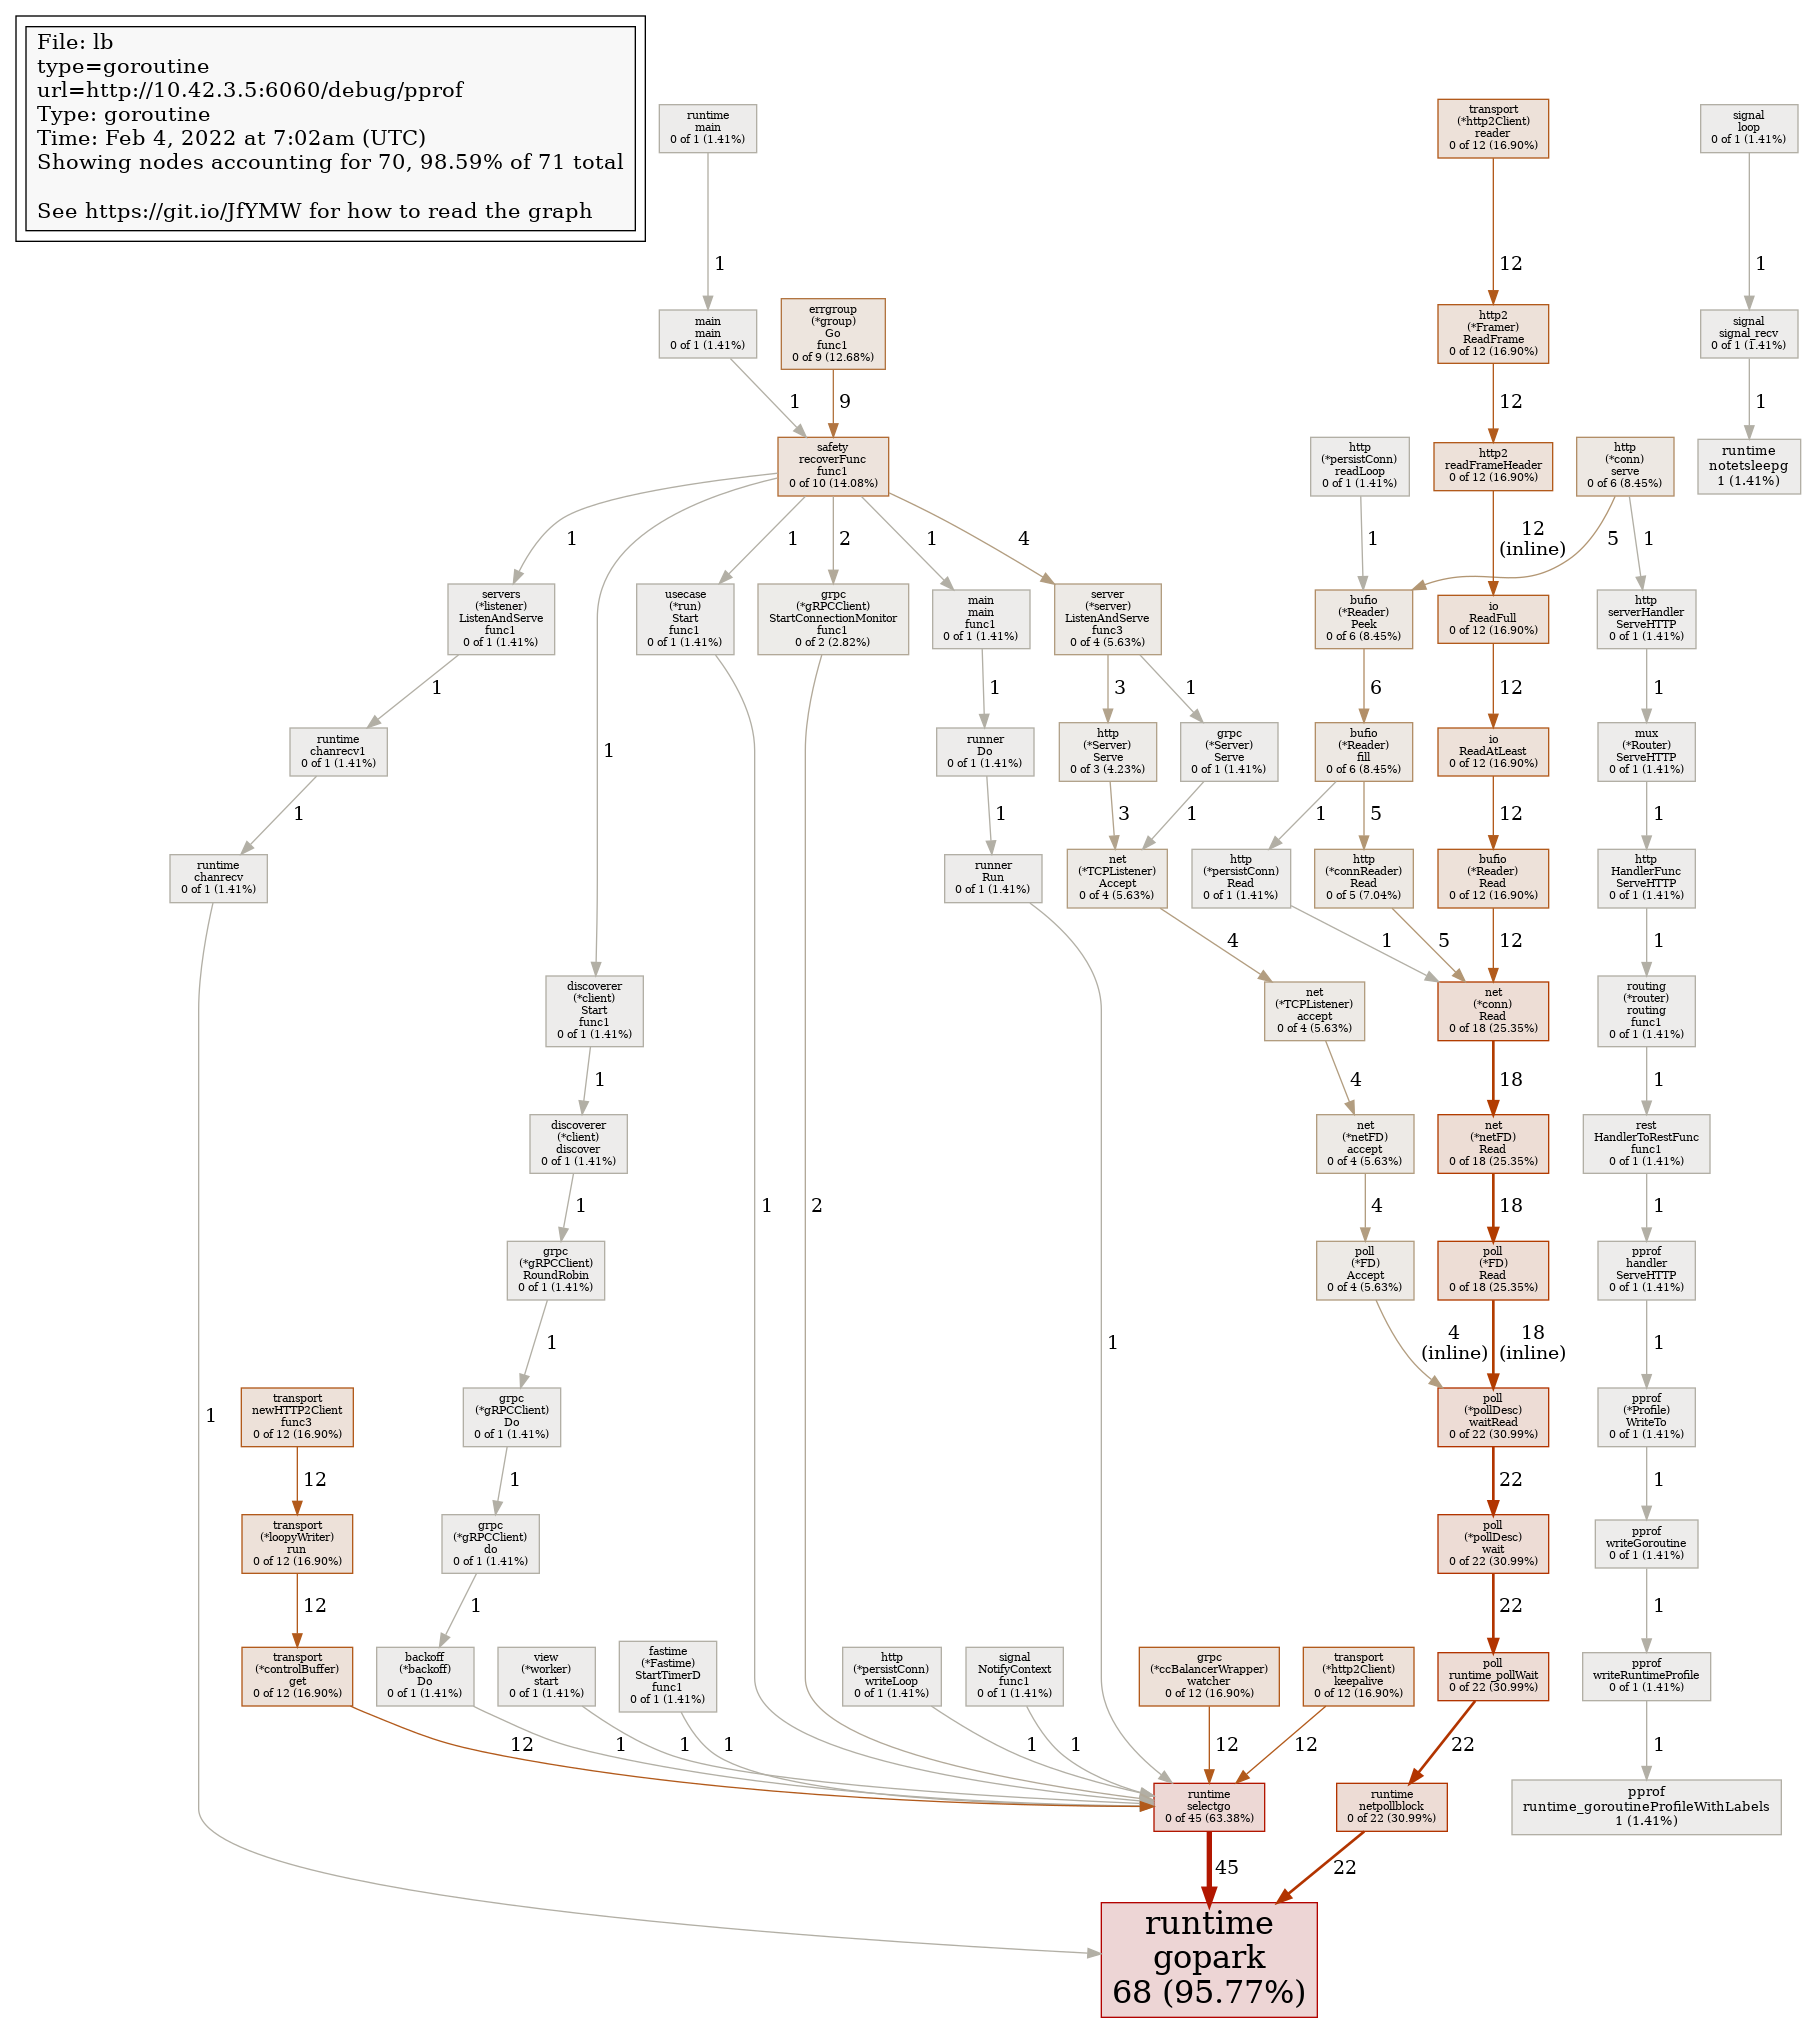 File: lb
type=goroutine
url=http://10.42.3.5:6060/debug/pprof
Type: goroutine
Time: Feb 4, 2022 at 7:02am (UTC)
Showing nodes accounting for 70, 98.59% of 71 total
See https://git.io/JfYMW for how to read the graph
runtime
main
0 of 1 (1.41%)
transport
(*http2Client)
reader
0 of 12 (16.90%)
signal
loop
0 of 1 (1.41%)
1
12
1
main
main
0 of 1 (1.41%)
errgroup
(*group)
Go
func1
0 of 9 (12.68%)
http2
(*Framer)
ReadFrame
0 of 12 (16.90%)
signal
signal_recv
0 of 1 (1.41%)
1
9
12
1
safety
recoverFunc
func1
0 of 10 (14.08%)
http
(*persistConn)
readLoop
0 of 1 (1.41%)
http2
readFrameHeader
0 of 12 (16.90%)
http
(*conn)
serve
0 of 6 (8.45%)
runtime
notetsleepg
1 (1.41%)
1
1
1
2
1
4
1
12
(inline)
5
1
servers
(*listener)
ListenAndServe
func1
0 of 1 (1.41%)
usecase
(*run)
Start
func1
0 of 1 (1.41%)
grpc
(*gRPCClient)
StartConnectionMonitor
func1
0 of 2 (2.82%)
main
main
func1
0 of 1 (1.41%)
server
(*server)
ListenAndServe
func3
0 of 4 (5.63%)
bufio
(*Reader)
Peek
0 of 6 (8.45%)
io
ReadFull
0 of 12 (16.90%)
http
serverHandler
ServeHTTP
0 of 1 (1.41%)
1
1
3
1
6
12
1
runtime
chanrecv1
0 of 1 (1.41%)
runner
Do
0 of 1 (1.41%)
http
(*Server)
Serve
0 of 3 (4.23%)
grpc
(*Server)
Serve
0 of 1 (1.41%)
bufio
(*Reader)
fill
0 of 6 (8.45%)
io
ReadAtLeast
0 of 12 (16.90%)
mux
(*Router)
ServeHTTP
0 of 1 (1.41%)
1
1
3
1
1
5
12
1
runtime
chanrecv
0 of 1 (1.41%)
runner
Run
0 of 1 (1.41%)
net
(*TCPListener)
Accept
0 of 4 (5.63%)
http
(*persistConn)
Read
0 of 1 (1.41%)
http
(*connReader)
Read
0 of 5 (7.04%)
bufio
(*Reader)
Read
0 of 12 (16.90%)
http
HandlerFunc
ServeHTTP
0 of 1 (1.41%)
4
1
5
12
1
discoverer
(*client)
Start
func1
0 of 1 (1.41%)
net
(*TCPListener)
accept
0 of 4 (5.63%)
net
(*conn)
Read
0 of 18 (25.35%)
routing
(*router)
routing
func1
0 of 1 (1.41%)
1
4
18
1
discoverer
(*client)
discover
0 of 1 (1.41%)
net
(*netFD)
accept
0 of 4 (5.63%)
net
(*netFD)
Read
0 of 18 (25.35%)
rest
HandlerToRestFunc
func1
0 of 1 (1.41%)
1
1
2
4
18
1
grpc
(*gRPCClient)
RoundRobin
0 of 1 (1.41%)
poll
(*FD)
Accept
0 of 4 (5.63%)
poll
(*FD)
Read
0 of 18 (25.35%)
pprof
handler
ServeHTTP
0 of 1 (1.41%)
1
1
4
(inline)
18
(inline)
1
transport
newHTTP2Client
func3
0 of 12 (16.90%)
grpc
(*gRPCClient)
Do
0 of 1 (1.41%)
poll
(*pollDesc)
waitRead
0 of 22 (30.99%)
pprof
(*Profile)
WriteTo
0 of 1 (1.41%)
1
12
1
22
1
transport
(*loopyWriter)
run
0 of 12 (16.90%)
grpc
(*gRPCClient)
do
0 of 1 (1.41%)
poll
(*pollDesc)
wait
0 of 22 (30.99%)
pprof
writeGoroutine
0 of 1 (1.41%)
12
1
22
1
transport
(*controlBuffer)
get
0 of 12 (16.90%)
backoff
(*backoff)
Do
0 of 1 (1.41%)
view
(*worker)
start
0 of 1 (1.41%)
fastime
(*Fastime)
StartTimerD
func1
0 of 1 (1.41%)
http
(*persistConn)
writeLoop
0 of 1 (1.41%)
signal
NotifyContext
func1
0 of 1 (1.41%)
grpc
(*ccBalancerWrapper)
watcher
0 of 12 (16.90%)
transport
(*http2Client)
keepalive
0 of 12 (16.90%)
poll
runtime_pollWait
0 of 22 (30.99%)
pprof
writeRuntimeProfile
0 of 1 (1.41%)
12
1
1
1
1
1
12
12
22
1
runtime
selectgo
0 of 45 (63.38%)
runtime
netpollblock
0 of 22 (30.99%)
pprof
runtime_goroutineProfileWithLabels
1 (1.41%)
45
22
runtime
gopark
68 (95.77%)